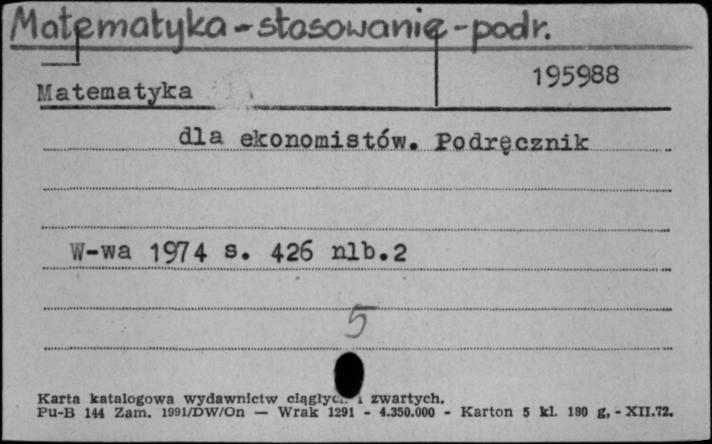 Matematyka - stosowanie - podr.
195988
Matematyka
dla ekonomistów. Podręcznik
W-wa 1974 s. 426 nlb.2
5
Karta katalogowa wydawnictw ciągłych i zwartych.
Pu-B 144 Zam. 1991/DW/On — Wrak 1291 - 4.350.000 - Karton 5 kl. 180 g, - XII.72.